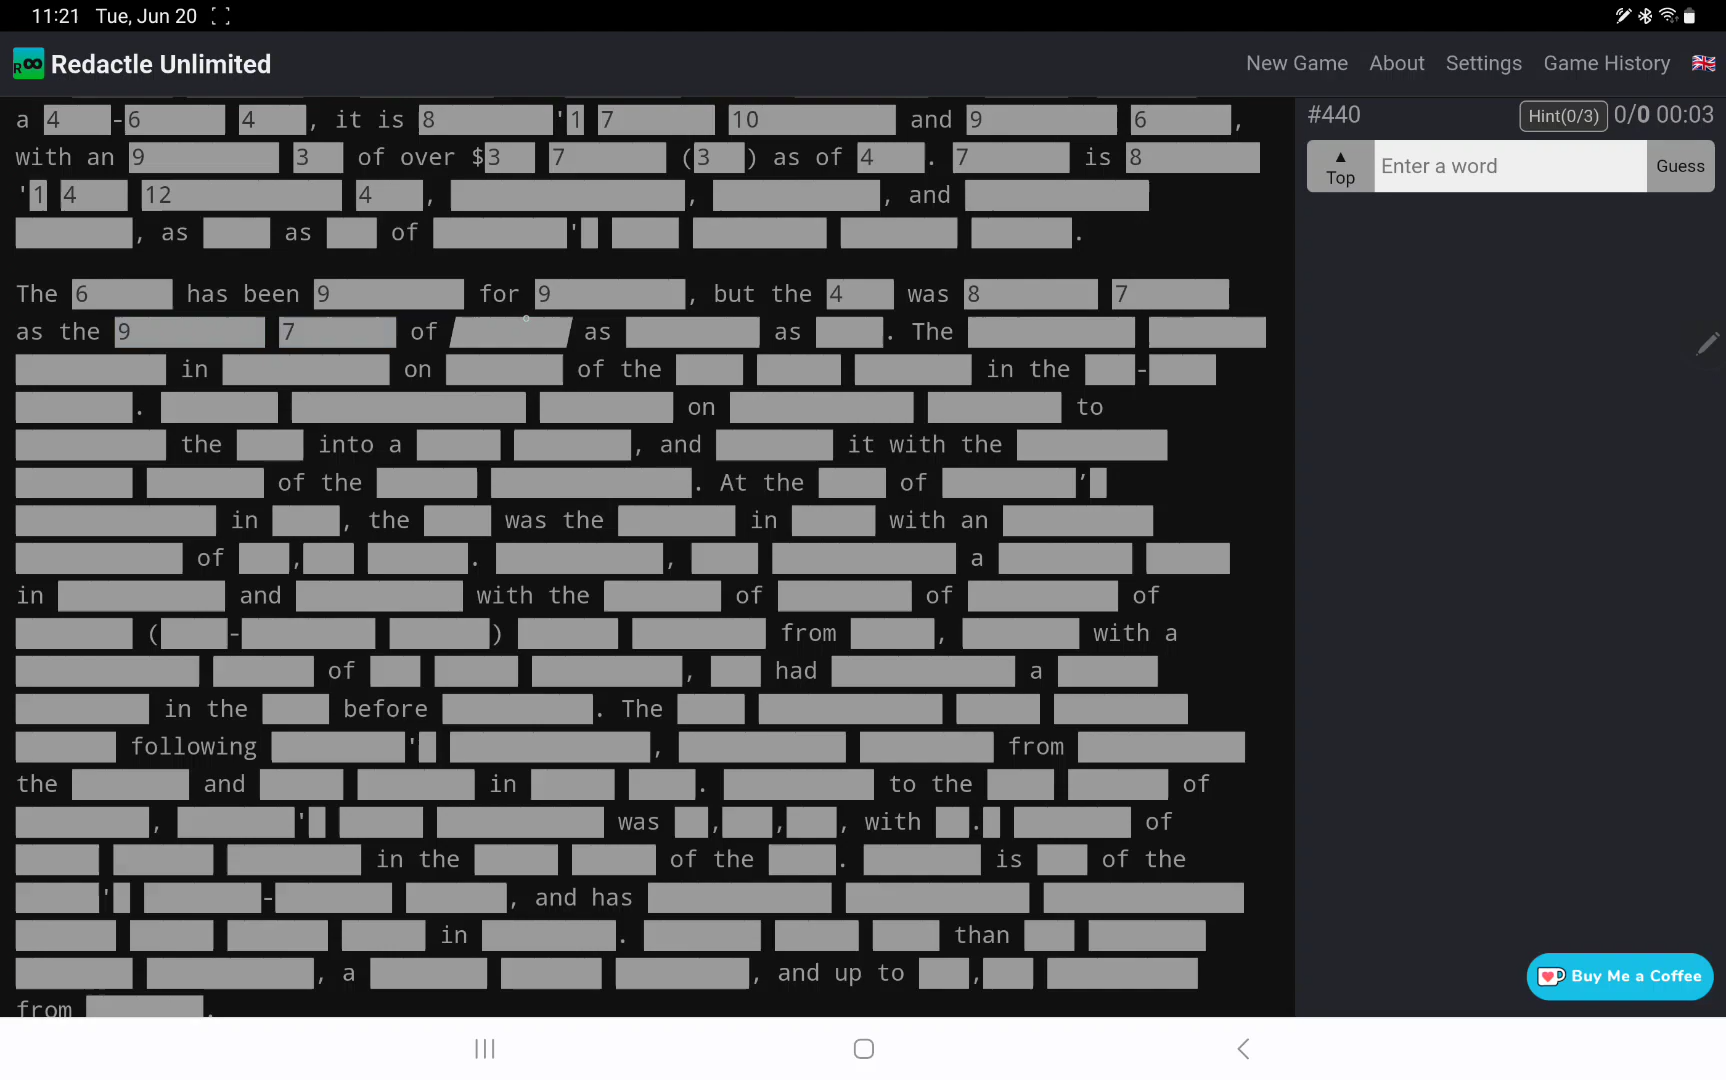 11:21 Tue, Jun 20
R∞ Redactle Unlimited
New Game About Settings Game History
#440 Hint(0/3) 0/0 00:03
▲ Top Enter a word Guess
a 4 -6 4 , it is 8 '1 7 10 and 9 6 ,
with an 9 3 of over $3 7 (3 ) as of 4 . 7 is 8
'1 4 12 4 , , , and
, as as of ' .
The 6 has been 9 for 9 , but the 4 was 8 7
as the 9 7 of as as . The
in on of the in the -
. on to
the into a , and it with the
of the . At the of '
in , the was the in with an
of , . , a
in and with the of of of
( - ) from , with a
of , had a
in the before . The
following ' , from
the and in . to the of
, ' was , , , with . of
in the of the . is of the
' - , and has
in . than
, a , and up to ,
from .
Buy Me a Coffee